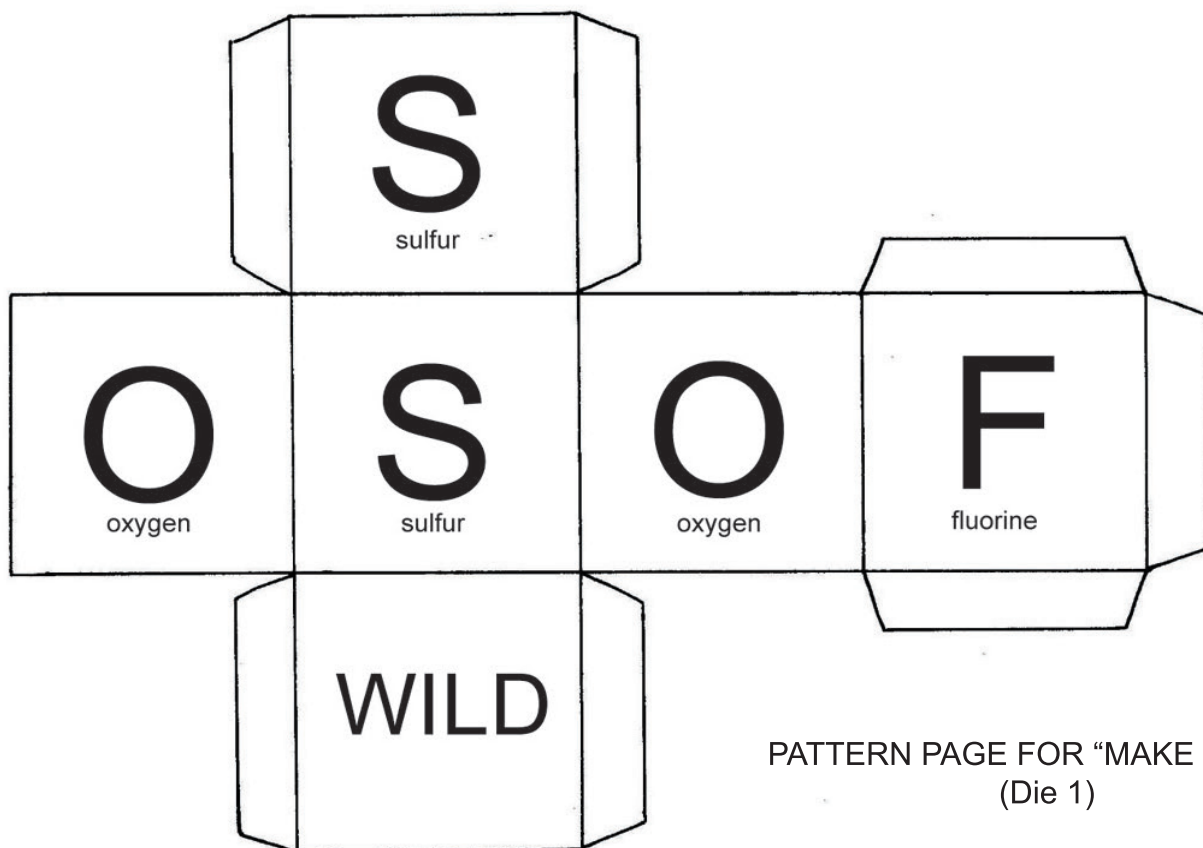 S
sulfur
O S O F
oxygen sulfur oxygen fluorine
WILD
PATTERN PAGE FOR “MAKE
(Die 1)